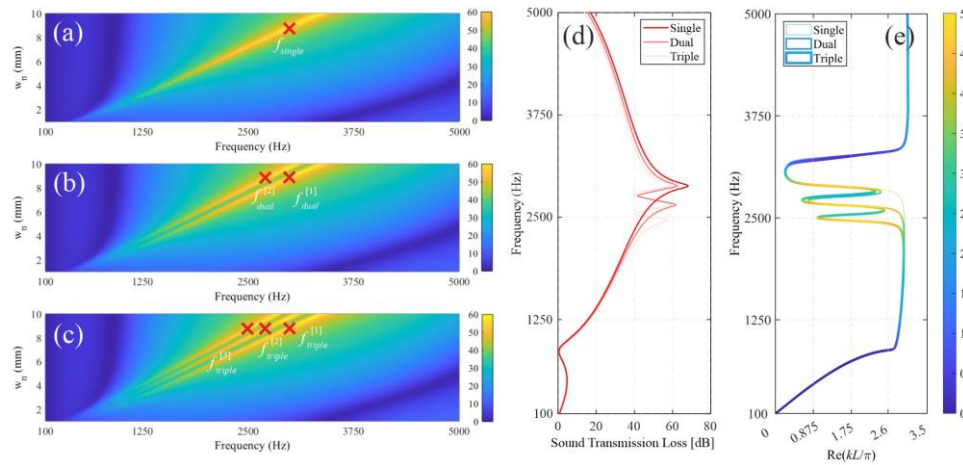 (a)
f_single
w_n (mm)
10
8
6
4
2
100
1250
2500
3750
5000
Frequency (Hz)
60
50
40
30
20
10
0
(b)
f_dual^[2]
f_dual^[1]
w_n (mm)
10
8
6
4
2
100
1250
2500
3750
5000
Frequency (Hz)
60
50
40
30
20
10
0
(c)
f_triple^[3]
f_triple^[2]
f_triple^[1]
w_n (mm)
10
8
6
4
2
100
1250
2500
3750
5000
Frequency (Hz)
60
50
40
30
20
10
0
(d)
Single
Dual
Triple
Frequency (Hz)
5000
3750
2500
1250
100
0
20
40
60
80
Sound Transmission Loss [dB]
(e)
Single
Dual
Triple
Frequency (Hz)
5000
3750
2500
1250
100
0
0.875
1.75
2.6
3.5
Re(kL/π)